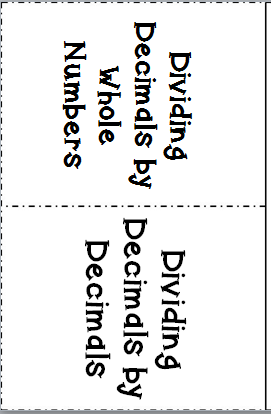 Dividing
Decimals by
Whole
Numbers
Dividing
Decimals by
Decimals